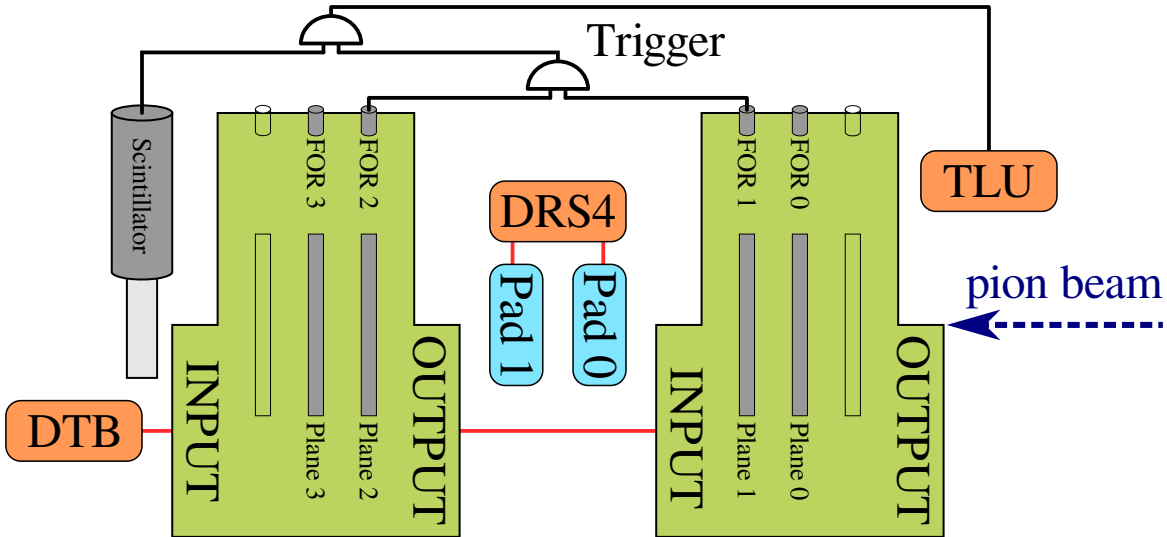 Trigger
Scintillator
FOR 3
FOR 2
FOR 1
FOR 0
TLU
DRS4
Pad 1
Pad 0
pion beam
INPUT
OUTPUT
INPUT
OUTPUT
DTB
Plane 3
Plane 2
Plane 1
Plane 0